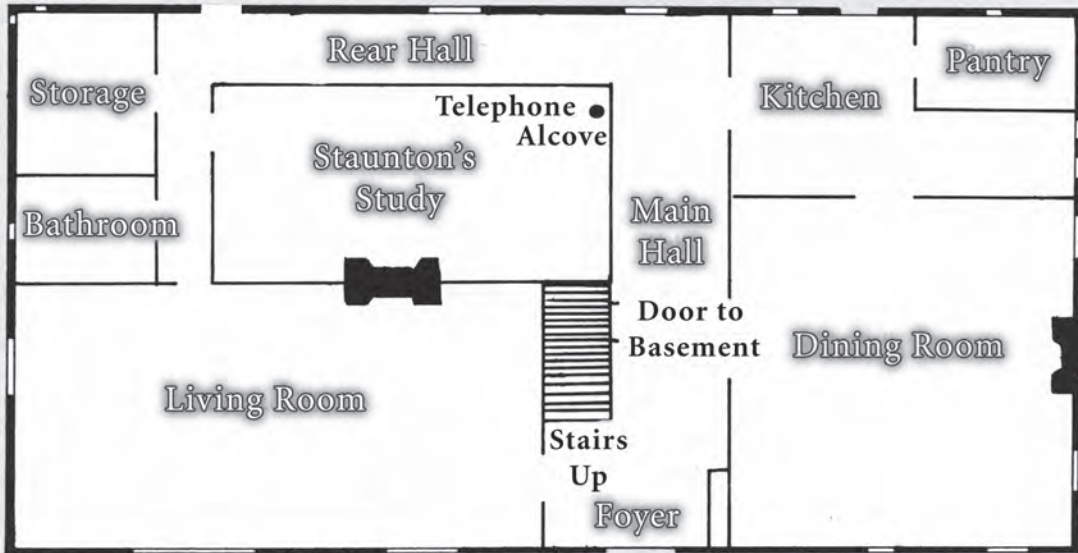 Rear Hall
Storage
Telephone
Alcove
Kitchen
Pantry
Staunton's
Study
Bathroom
Main
Hall
Door to
Basement
Dining Room
Living Room
Stairs
Up
Foyer